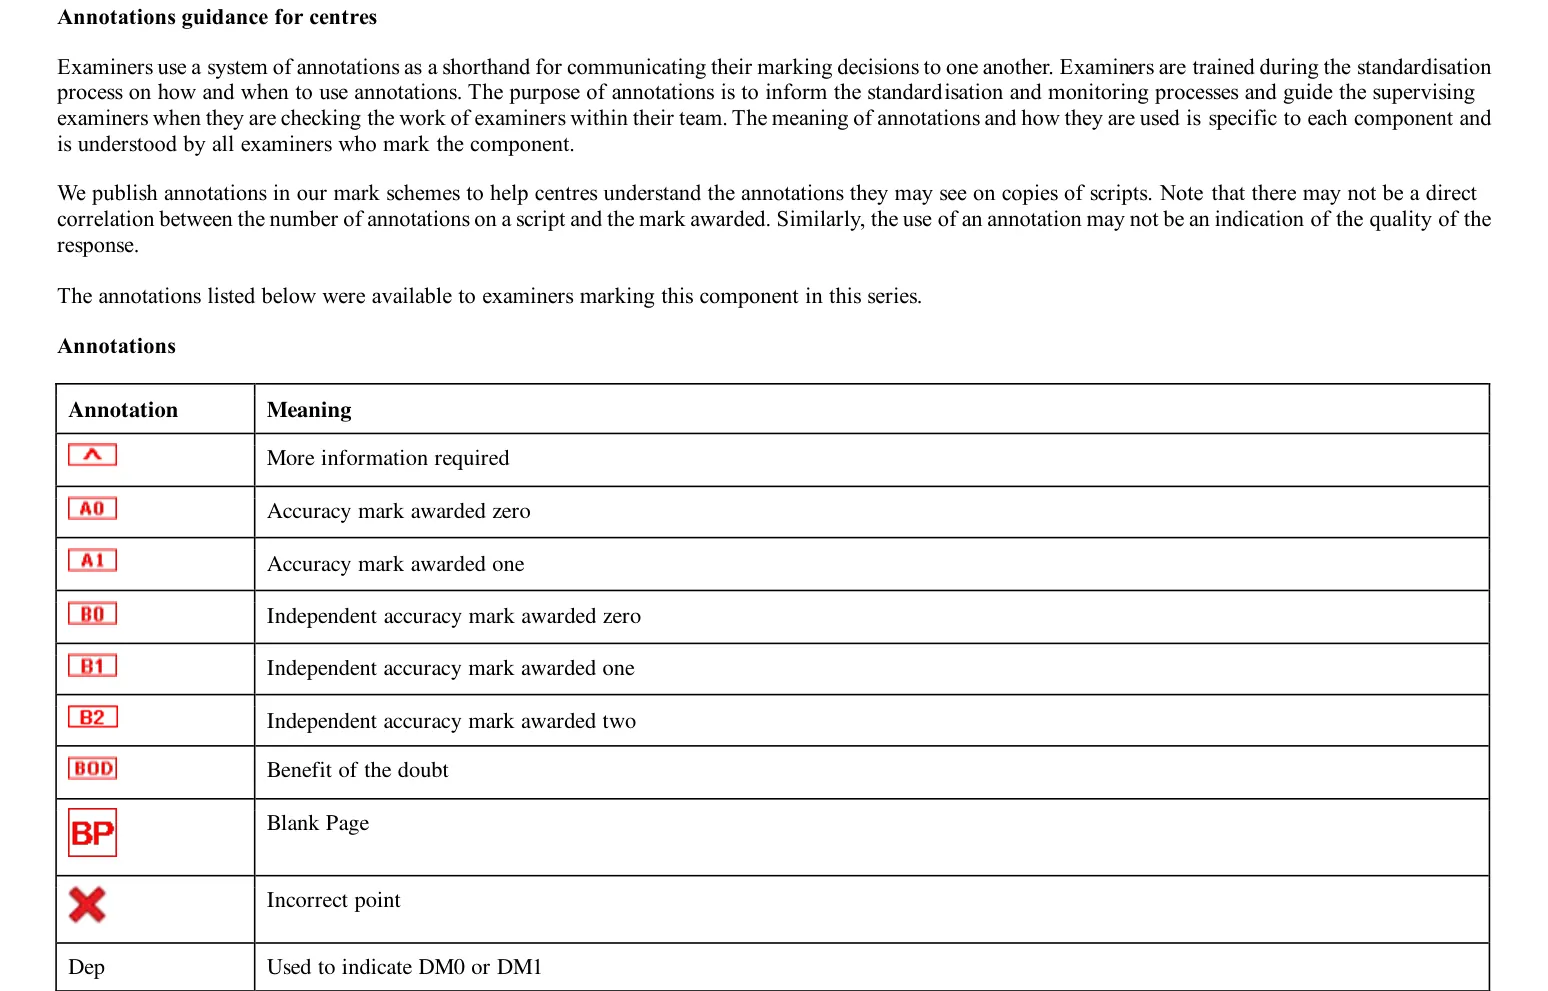 Annotations guidance for centres
Examiners use a system of annotations as a shorthand for communicating their marking decisions to one another. Examiners are trained during the standardisation
process on how and when to use annotations. The purpose of annotations is to inform the standardisation and monitoring processes and guide the supervising
examiners when they are checking the work of examiners within their team. The meaning of annotations and how they are used is specific to each component and
is understood by all examiners who mark the component.
We publish annotations in our mark schemes to help centres understand the annotations they may see on copies of scripts. Note that there may not be a direct
correlation between the number of annotations on a script and the mark awarded. Similarly, the use of an annotation may not be an indication of the quality of the
response.
The annotations listed below were available to examiners marking this component in this series.
Annotations
Annotation Meaning
^ More information required
A0 Accuracy mark awarded zero
A1 Accuracy mark awarded one
B0 Independent accuracy mark awarded zero
B1 Independent accuracy mark awarded one
B2 Independent accuracy mark awarded two
BOD Benefit of the doubt
BP Blank Page
Incorrect point
Dep Used to indicate DM0 or DM1